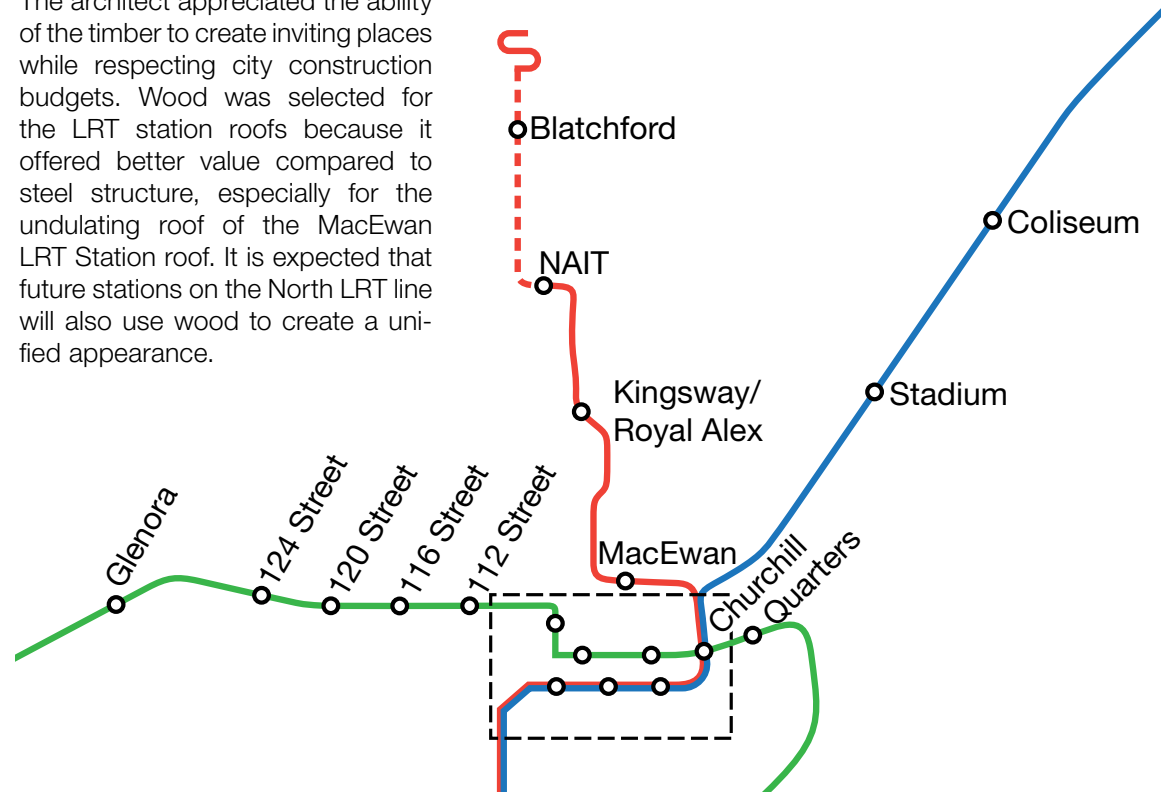 The architect appreciated the ability
of the timber to create inviting places
while respecting city construction
budgets. Wood was selected for
the LRT station roofs because it
offered better value compared to
steel structure, especially for the
undulating roof of the MacEwan
LRT Station roof. It is expected that
future stations on the North LRT line
will also use wood to create a uni-
fied appearance.
Blatchford
Coliseum
NAIT
Kingsway/
Royal Alex
Stadium
Glenora
124 Street
120 Street
116 Street
112 Street
MacEwan
Churchill
Quarters